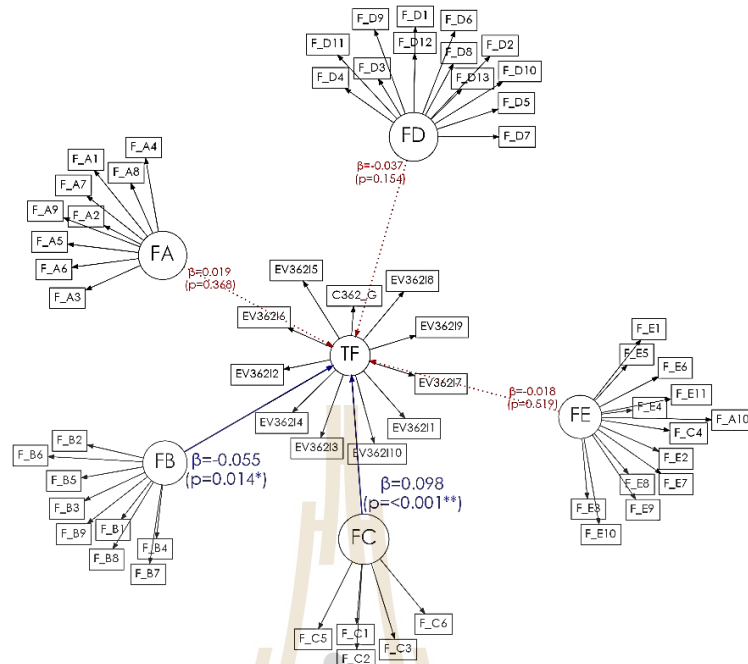 F_D1
F_D9
F_D6
F_D11
F_D12
F_D2
F_D8
F_D3
F_D10
F_D4
F_D13
F_D5
FD
F_D7
β=-0.037
(p=0.154)
F_A4
F_A1
F_A8
F_A7
F_A9
F_A2
F_A5
F_A6
F_A3
FA
β=0.019
(p=0.368)
EV362I5
EV362I8
C362_G
EV362I6
EV362I9
TF
EV362I2
EV362I7
EV362I4
EV362I1
EV362I3
EV362I10
F_E1
F_E5
F_E6
F_E11
F_E4
F_A10
FE
F_C4
F_E2
F_E8
F_E7
F_E3
F_E9
F_E10
β=-0.018
(p=0.519)
F_B2
F_B6
FB
F_B5
F_B3
F_B9
F_B1
F_B8
F_B4
F_B7
β=-0.055
(p=0.014*)
β=0.098
(p=<0.001**)
FC
F_C6
F_C5
F_C1
F_C3
F_C2